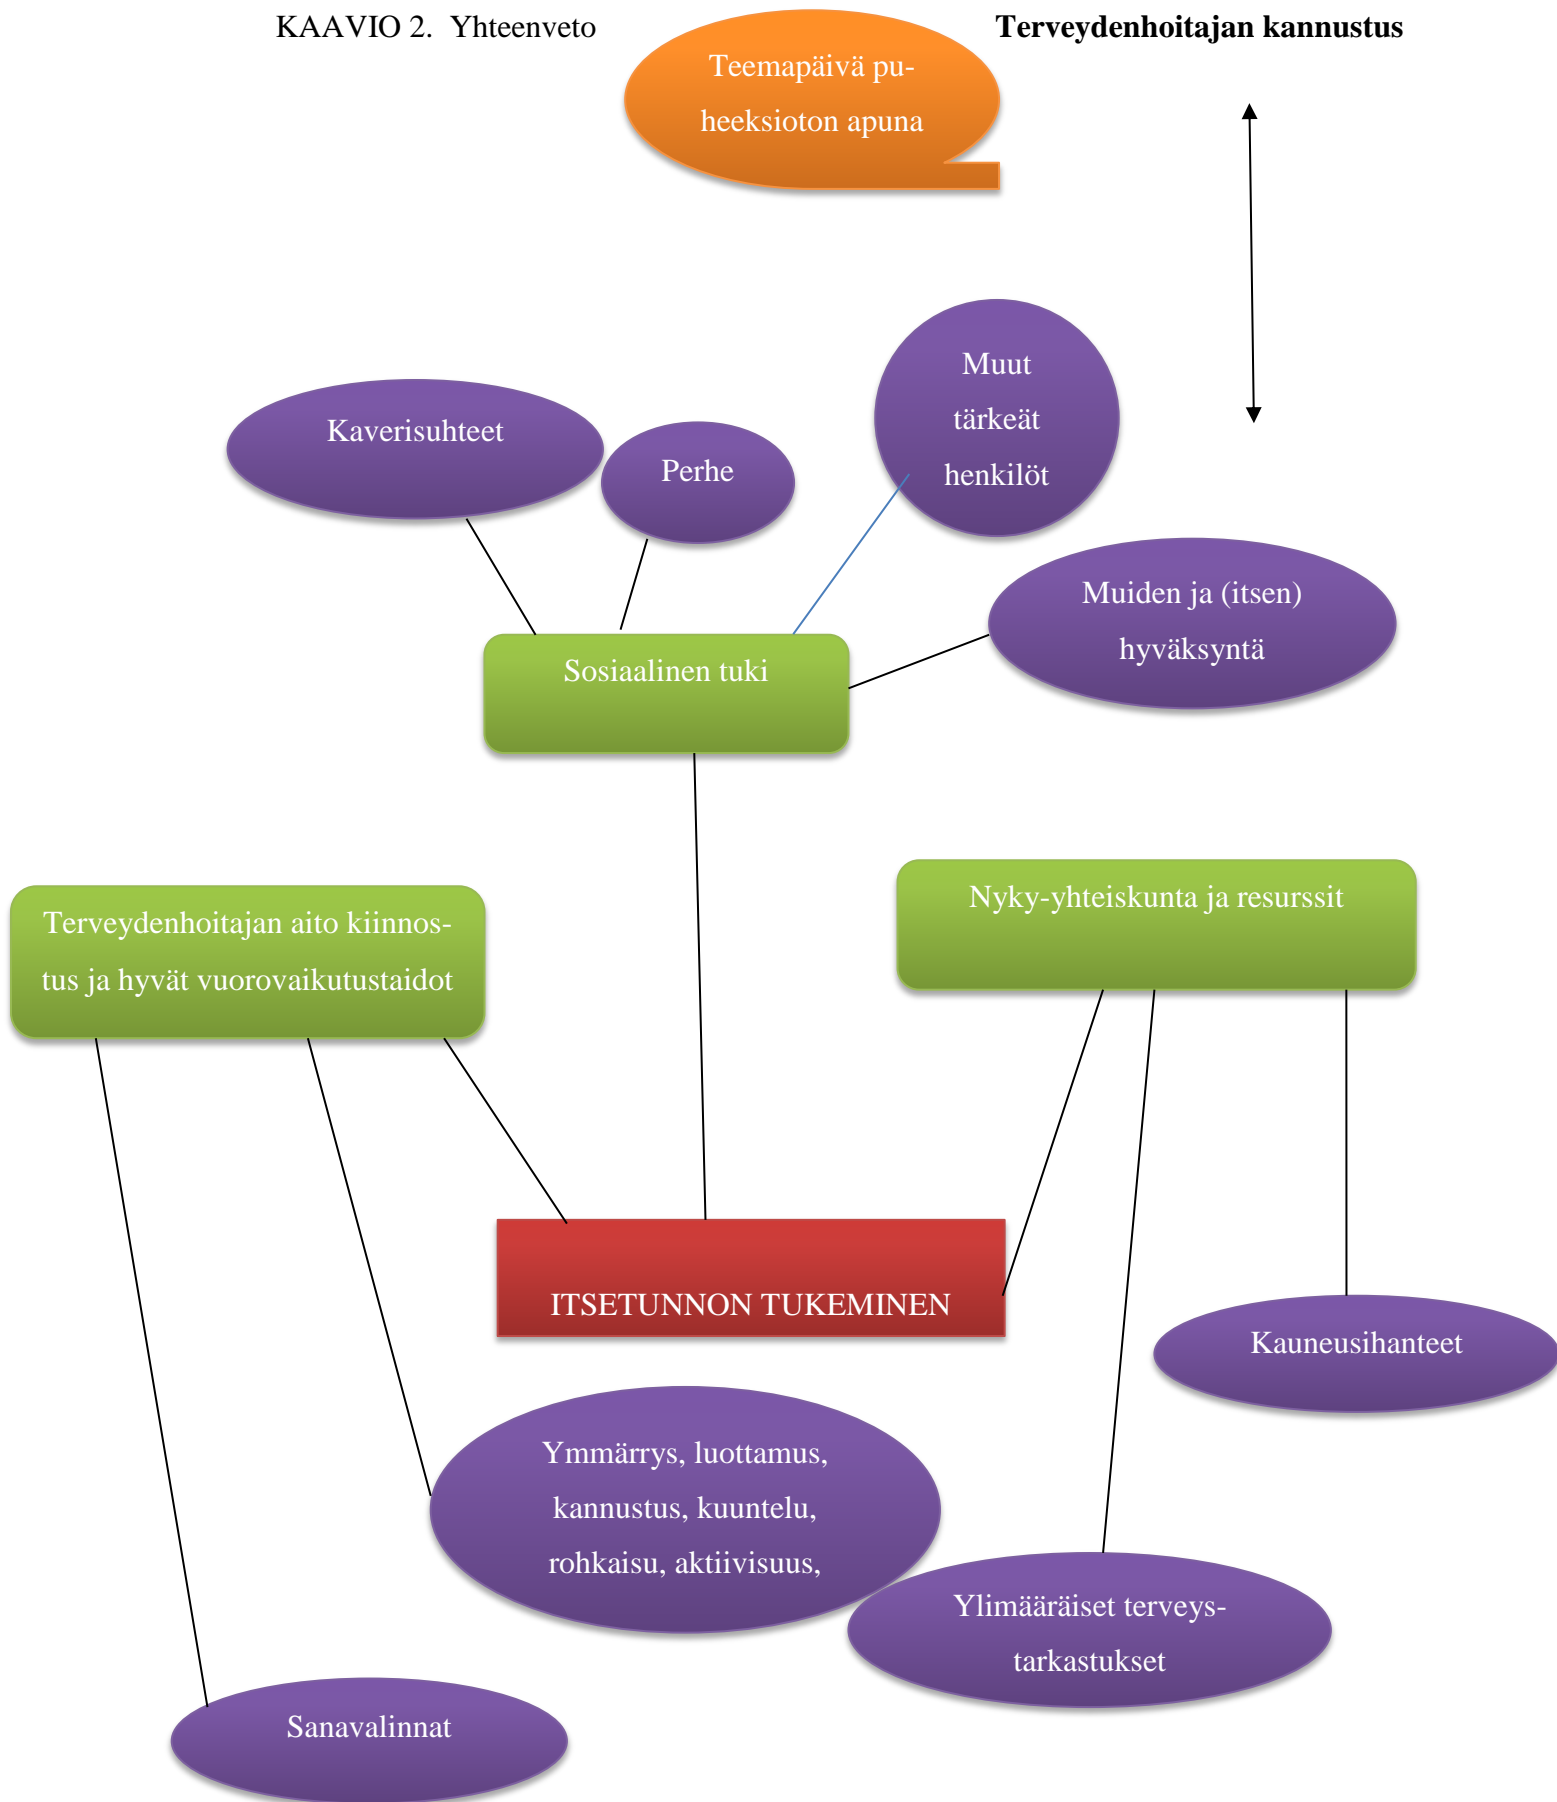 KAAVIO 2.  Yhteenveto
Terveydenhoitajan kannustus
Teemapäivä pu-
heeksioton apuna
Muut
tärkeät
henkilöt
Kaverisuhteet
Perhe
Muiden ja (itsen)
hyväksyntä
Sosiaalinen tuki
Nyky-yhteiskunta ja resurssit
Terveydenhoitajan aito kiinnos-
tus ja hyvät vuorovaikutustaidot
ITSETUNNON TUKEMINEN
Kauneusihanteet
Ymmärrys, luottamus,
kannustus, kuuntelu,
rohkaisu, aktiivisuus,
Ylimääräiset terveys-
tarkastukset
Sanavalinnat